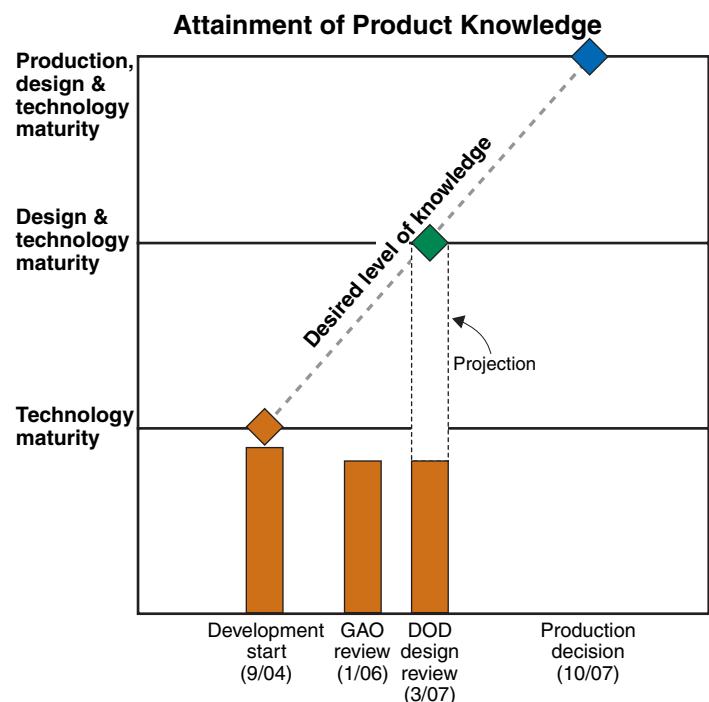 Attainment of Product Knowledge
Production,
design &
technology
maturity
Design &
technology
maturity
Technology
maturity
Desired level of knowledge
Projection
Development
start
(9/04)
GAO
review
(1/06)
DOD
design
review
(3/07)
Production
decision
(10/07)